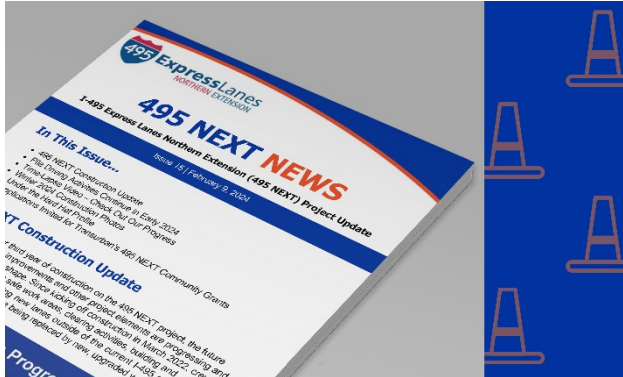 495
ExpressLanes
NORTHERN EXTENSION
495 NEXT NEWS
I-495 Express Lanes Northern Extension (495 NEXT) Project Update
Issue 15 | February 9, 2024
In This Issue...
• 495 NEXT Construction Update
• Pile Driving Activities Continue in Early 2024
• Time-Lapse Video – Check Out Our Progress
• Winter 2024 Construction Photos
Under the Hard Hat Profile
plications Invited for Transurban's 495 NEXT Community Grants
XT Construction Update
third year of construction on the 495 NEXT project, the future
improvements and other project elements are progressing and
shape. Since kicking off construction in March 2022, cre
safe work areas, clearing activities, building and
ng new lanes outside of the current I-495
being replaced by new, upgraded w
Progre